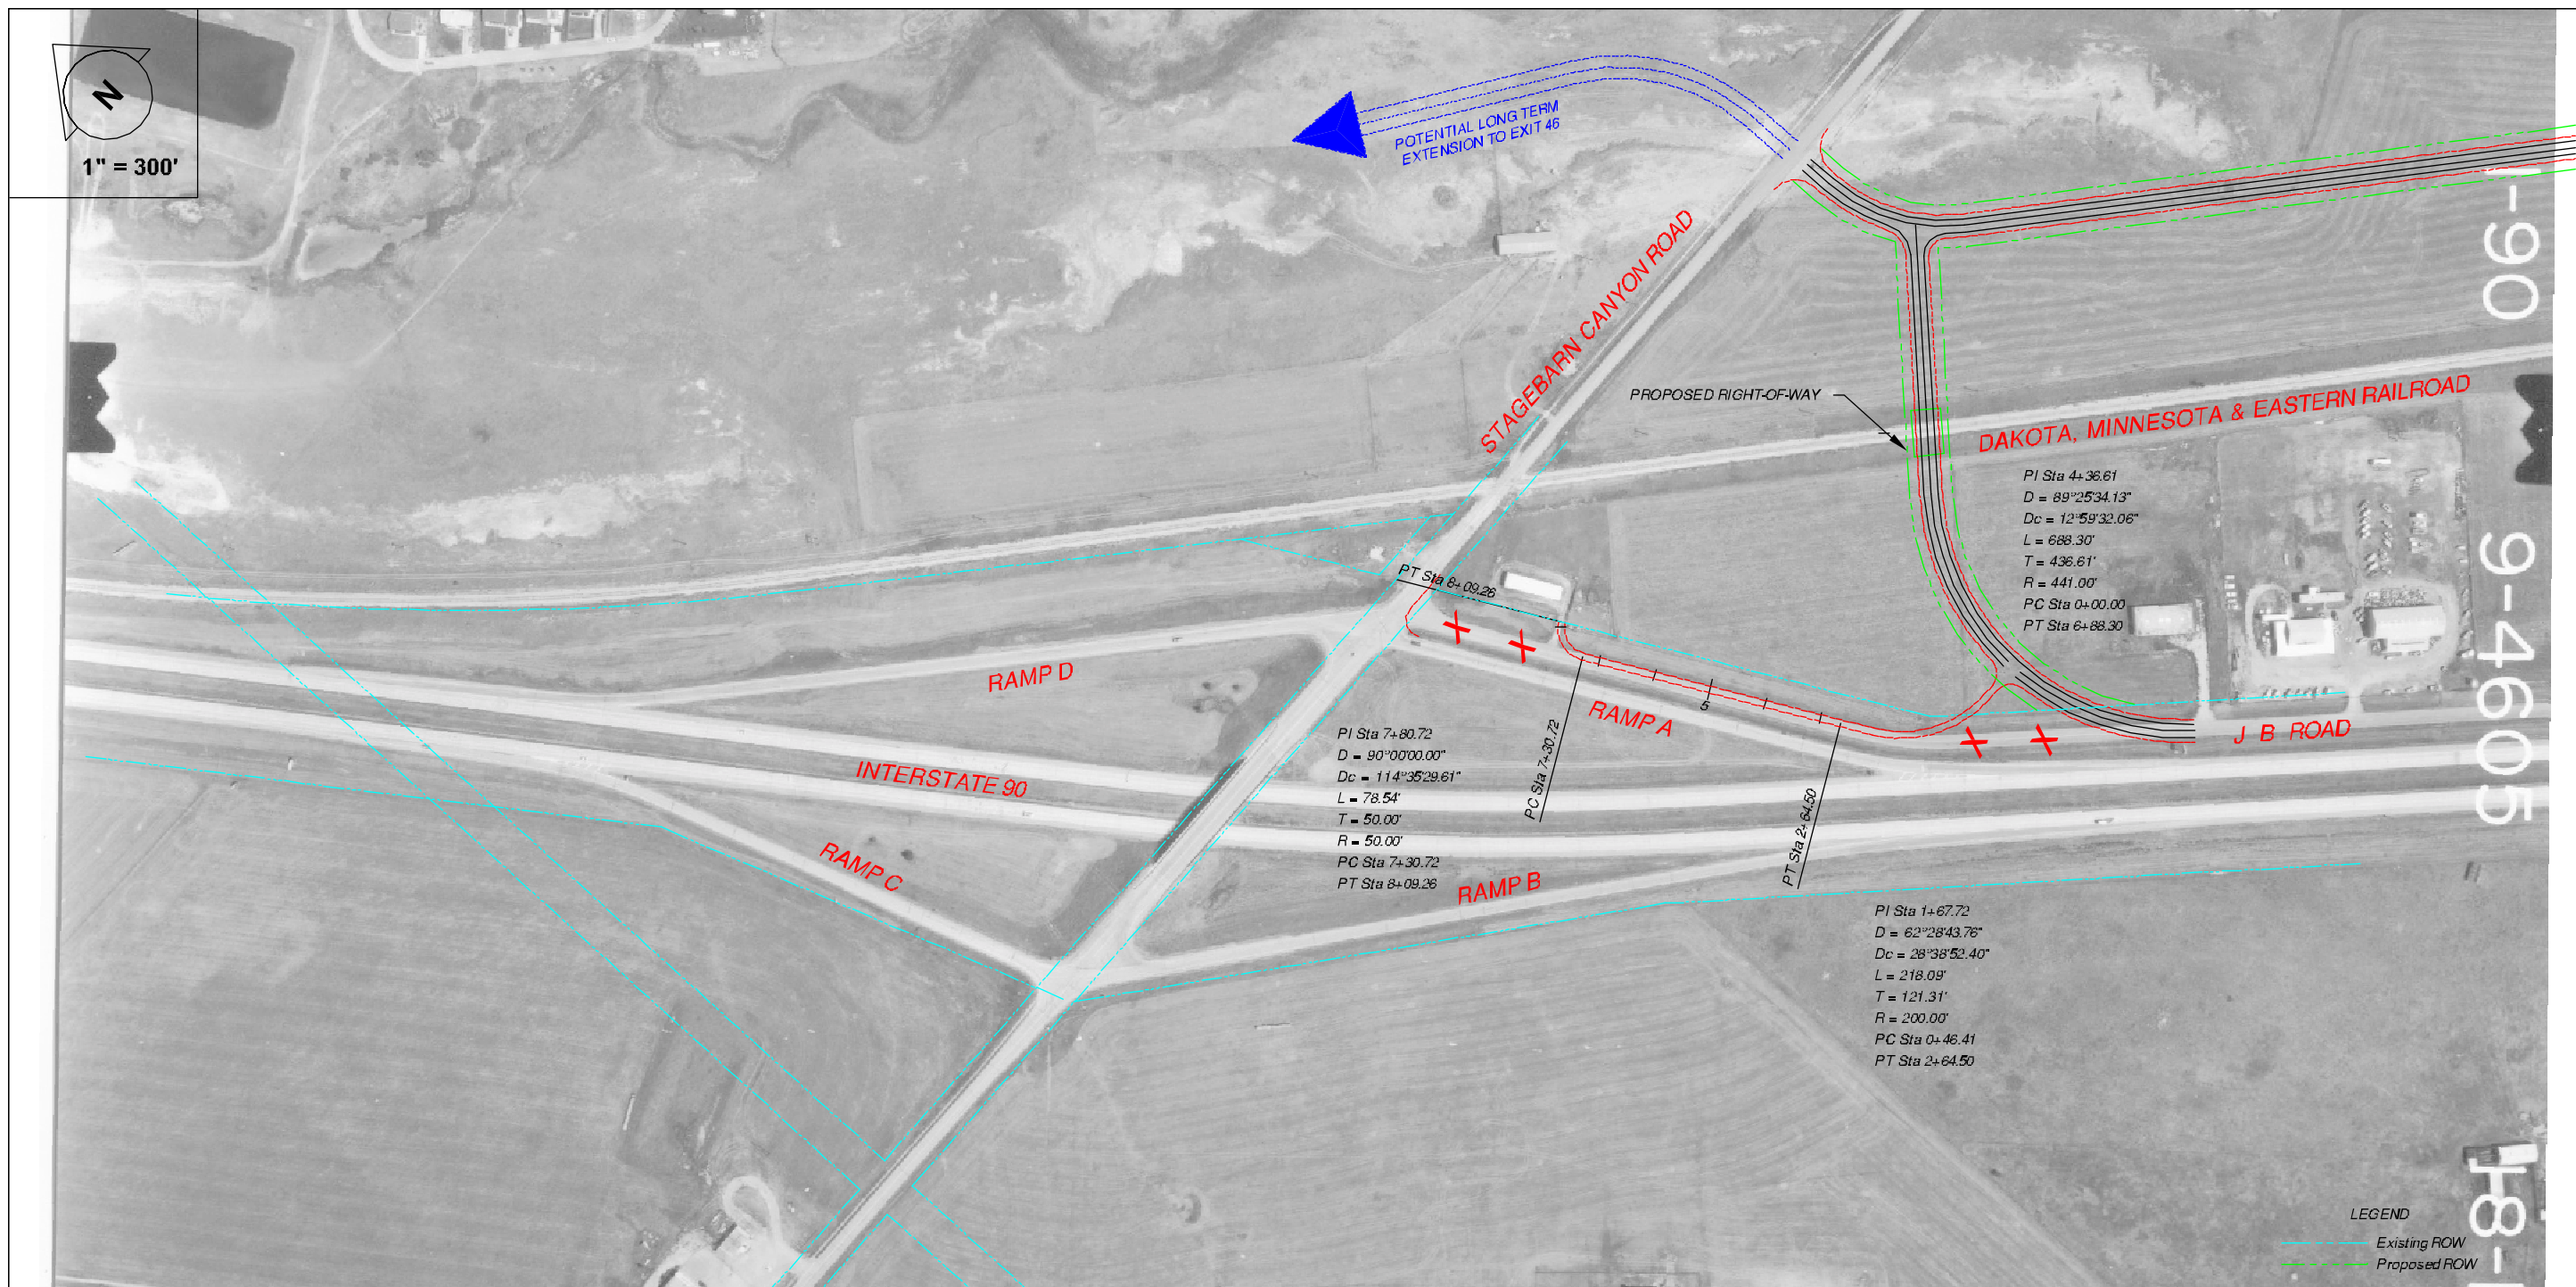 N
1" = 300'
POTENTIAL LONG TERM
EXTENSION TO EXIT 46
STAGEBARN CANYON ROAD
I-90
PROPOSED RIGHT-OF-WAY
DAKOTA, MINNESOTA & EASTERN RAILROAD
PI Sta 4+36.61
D = 89°25'34.13"
Dc = 12°59'32.06"
L = 688.30'
T = 436.61'
R = 441.00'
PC Sta 0+00.00
PT Sta 6+88.30
9-4605
PT Sta 8+09.26
X X
RAMP D
RAMP A
5
X X
J B ROAD
INTERSTATE 90
PI Sta 7+80.72
D = 90°00'00.00"
Dc = 114°35'29.61"
L = 78.54'
T = 50.00'
R = 50.00'
PC Sta 7+30.72
PT Sta 8+09.26
PC Sta 7+30.72
PT Sta 2+64.50
RAMP C
RAMP B
PI Sta 1+67.72
D = 62°28'43.76"
Dc = 28°38'52.40"
L = 218.09'
T = 121.31'
R = 200.00'
PC Sta 0+46.41
PT Sta 2+64.50
LEGEND
Existing ROW
Proposed ROW